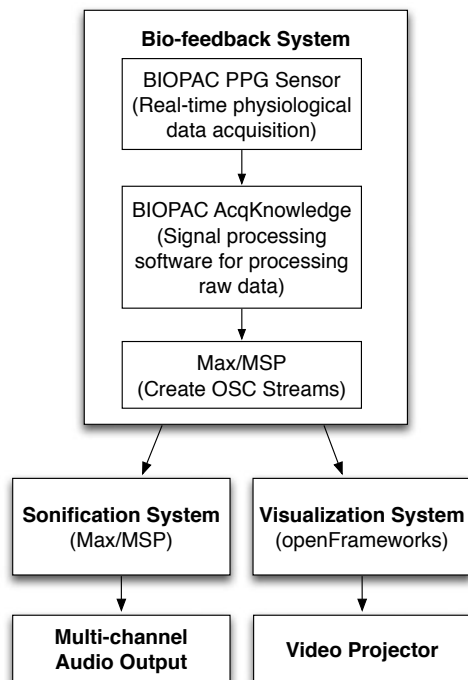 Bio-feedback System
BIOPAC PPG Sensor
(Real-time physiological
data acquisition)
BIOPAC AcqKnowledge
(Signal processing
software for processing
raw data)
Max/MSP
(Create OSC Streams)
Sonification System
(Max/MSP)
Visualization System
(openFrameworks)
Multi-channel
Audio Output
Video Projector